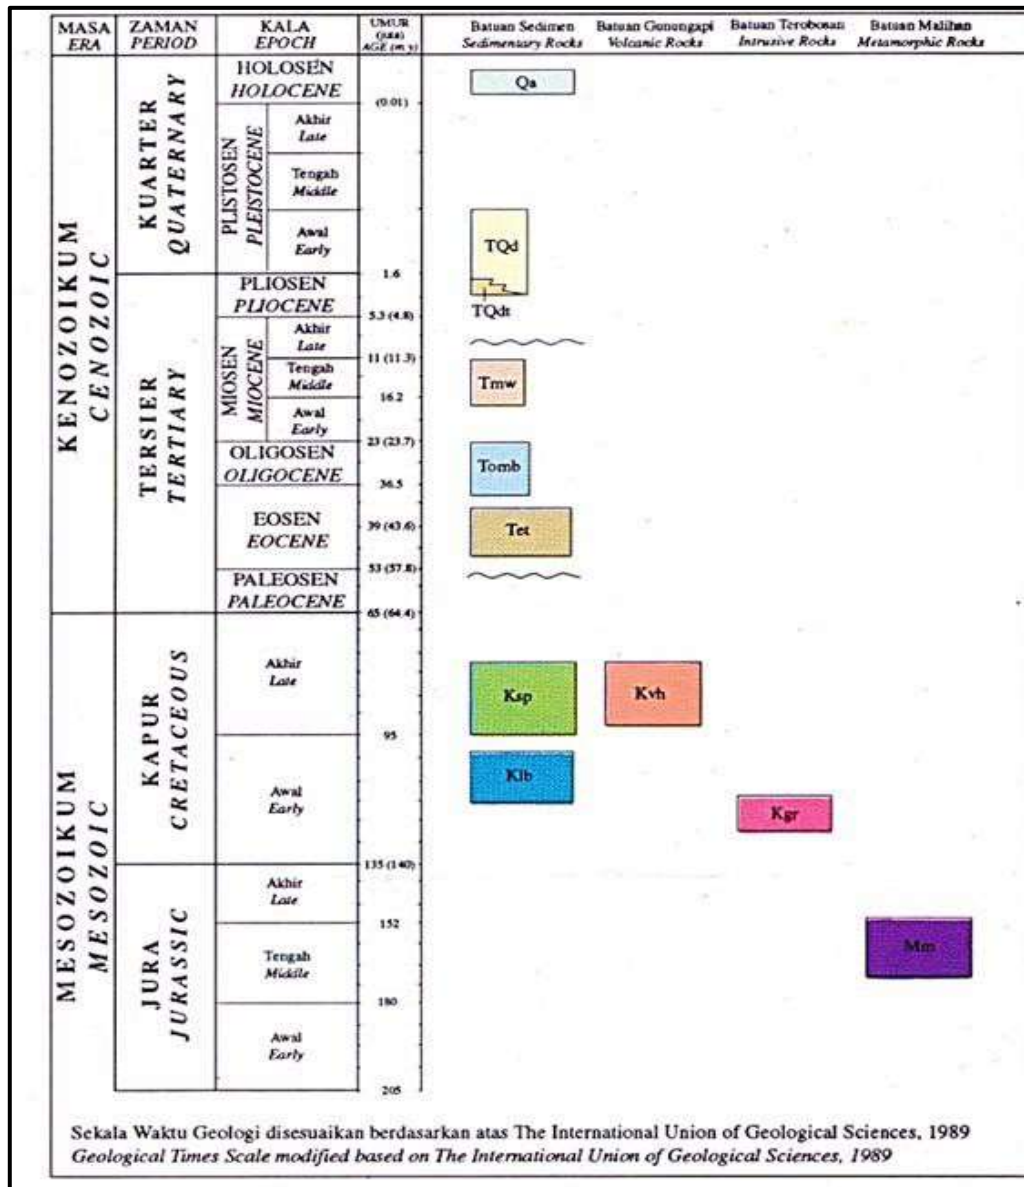 MASA
ERA
ZAMAN
PERIOD
KALA
EPOCH
UMUR
(juta)
AGE (m.y)
Batuan Sedimen
Sedimentary Rocks
Batuan Gunungapi
Volcanic Rocks
Batuan Terobosan
Intrusive Rocks
Batuan Malihan
Metamorphic Rocks
KENOZOIKUM
CENOZOIC
KUARTER
QUATERNARY
HOLOSEN
HOLOCENE
(0.01)
Qa
PLISTOSEN
PLEISTOCENE
Akhir
Late
Tengah
Middle
Awal
Early
TQd
1.6
TERSIER
TERTIARY
PLIOSEN
PLIOCENE
TQdt
5.3 (4.8)
MIOSEN
MIOCENE
Akhir
Late
11 (11.3)
Tengah
Middle
Tmw
16.2
Awal
Early
23 (23.7)
OLIGOSEN
OLIGOCENE
Tomb
36.5
EOSEN
EOCENE
39 (43.6)
Tet
53 (57.8)
PALEOSEN
PALEOCENE
65 (64.4)
MESOZOIKUM
MESOZOIC
KAPUR
CRETACEOUS
Akhir
Late
Ksp
Kvh
95
Awal
Early
Klb
Kgr
135 (140)
JURA
JURASSIC
Akhir
Late
152
Tengah
Middle
Mm
180
Awal
Early
205
Sekala Waktu Geologi disesuaikan berdasarkan atas The International Union of Geological Sciences, 1989
Geological Times Scale modified based on The International Union of Geological Sciences, 1989